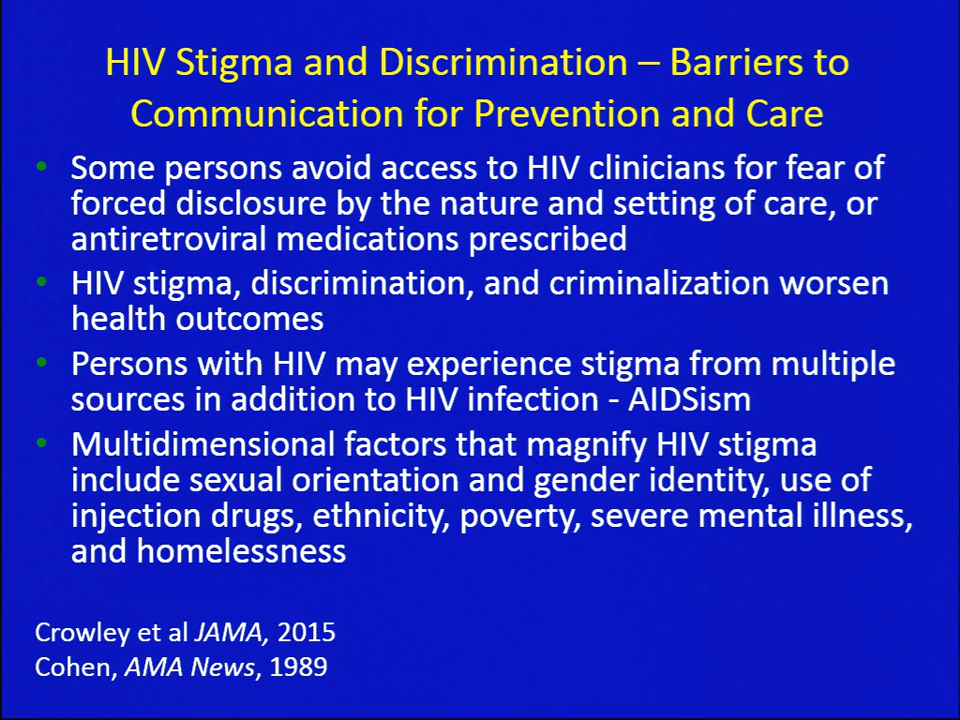 HIV Stigma and Discrimination – Barriers to
Communication for Prevention and Care
• Some persons avoid access to HIV clinicians for fear of
forced disclosure by the nature and setting of care, or
antiretroviral medications prescribed
• HIV stigma, discrimination, and criminalization worsen
health outcomes
• Persons with HIV may experience stigma from multiple
sources in addition to HIV infection - AIDSism
• Multidimensional factors that magnify HIV stigma
include sexual orientation and gender identity, use of
injection drugs, ethnicity, poverty, severe mental illness,
and homelessness
Crowley et al JAMA, 2015
Cohen, AMA News, 1989